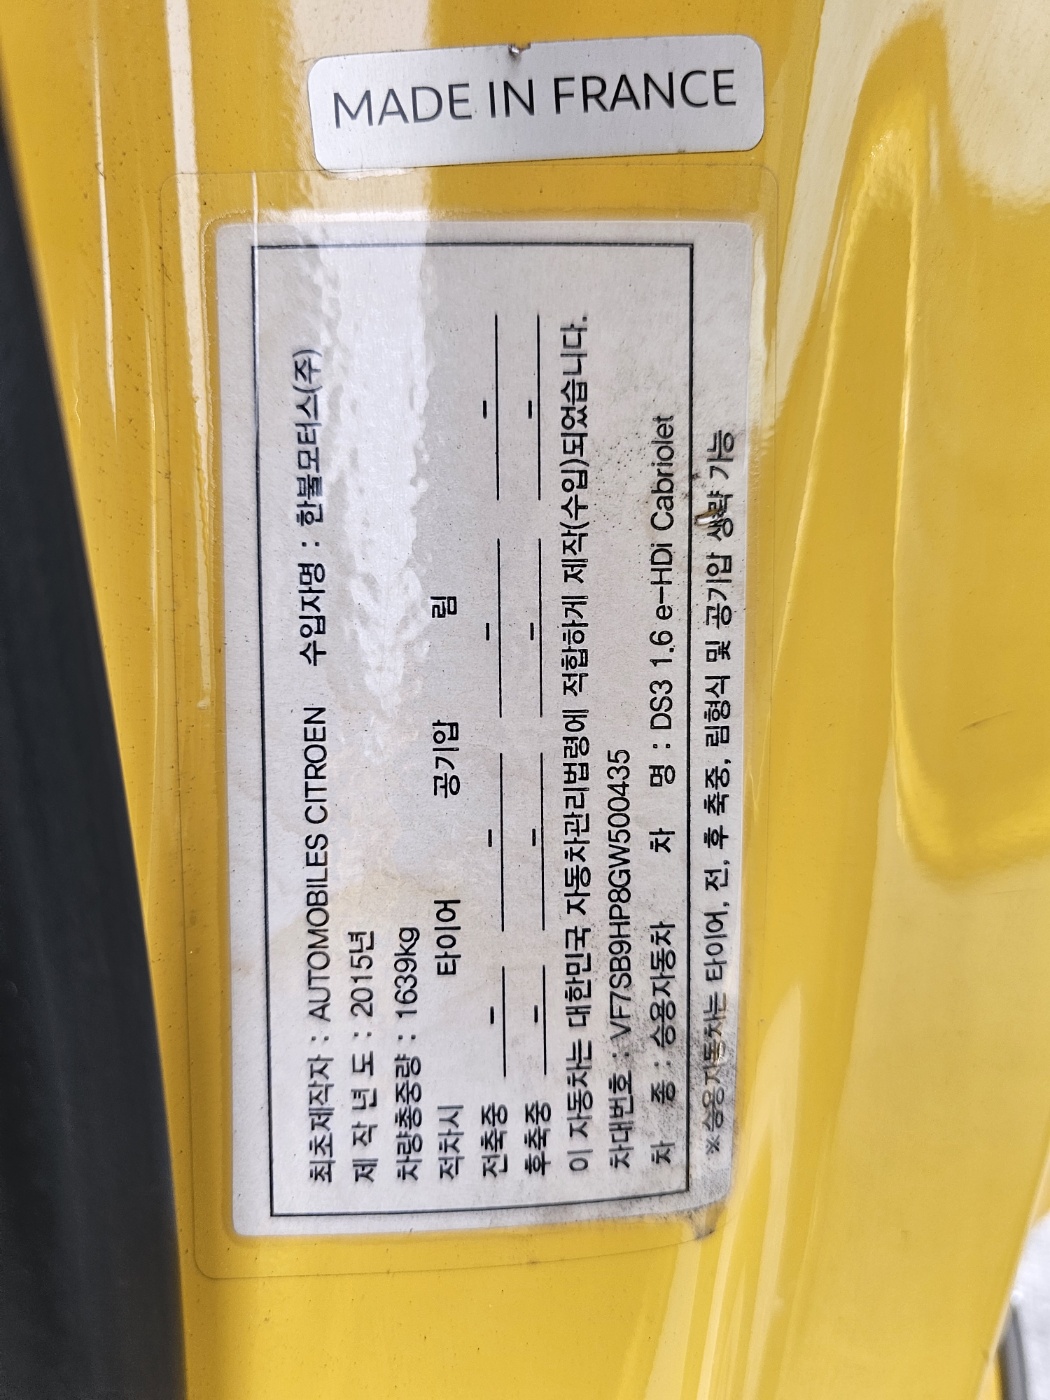 MADE IN FRANCE
최초제작자 : AUTOMOBILES CITROEN 수입자명 : 한불모터스(주)
제 작 년 도 : 2015년
차량총중량 : 1639kg
적차시 타이어 공기압 림
전축중 - - - -
후축중 - - - -
이 자동차는 대한민국 자동차관리법령에 적합하게 제작(수입)되었습니다.
차대번호 : VF7SB9HP8GW500435
차 종 : 승용자동차 차 명 : DS3 1.6 e-HDi Cabriolet
※승용자동차는 타이어, 전, 후 축중, 림형식 및 공기압 생략 가능